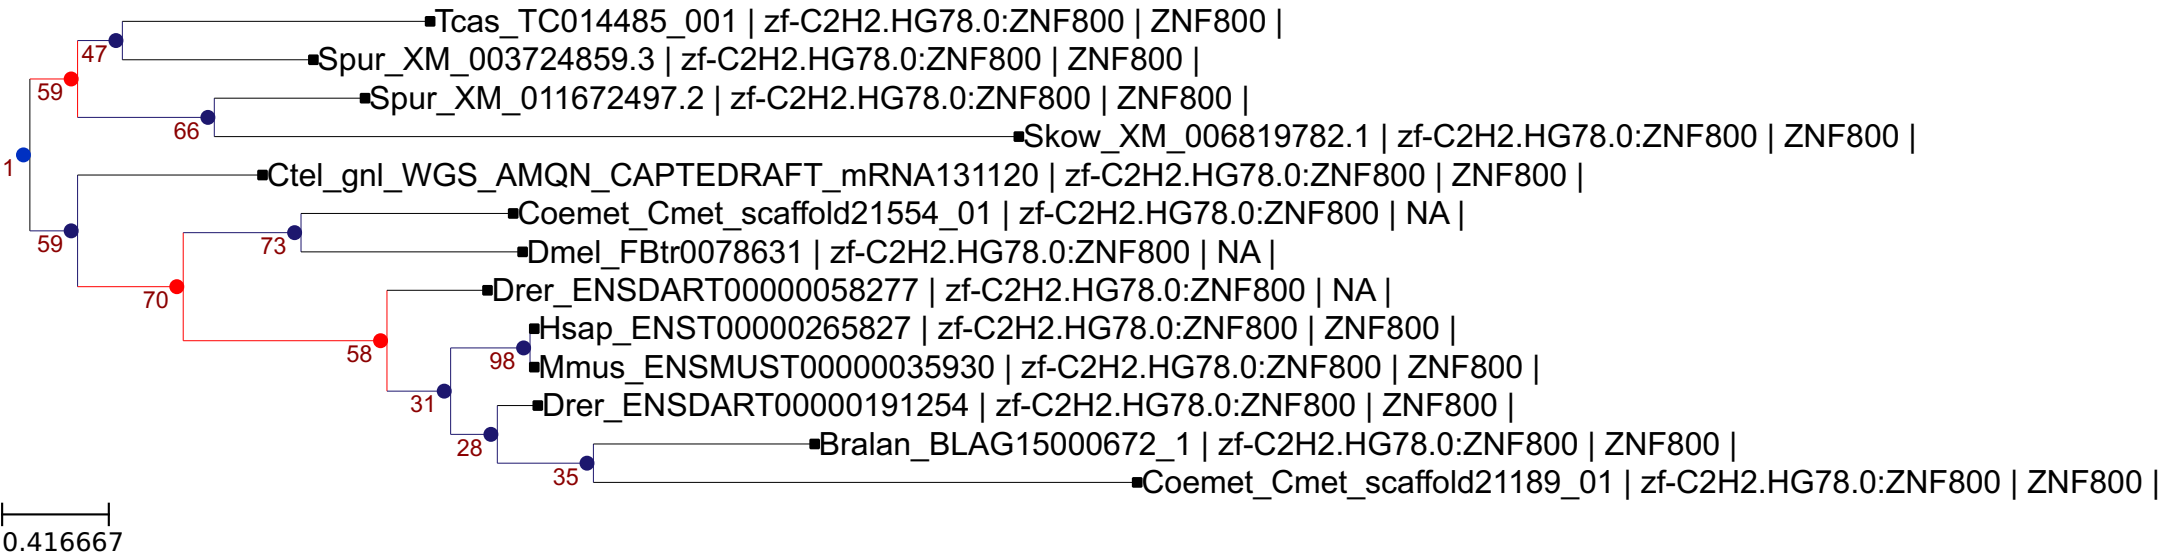 Tcas_TC014485_001 | zf-C2H2.HG78.0:ZNF800 | ZNF800 |
47
Spur_XM_003724859.3 | zf-C2H2.HG78.0:ZNF800 | ZNF800 |
59
Spur_XM_011672497.2 | zf-C2H2.HG78.0:ZNF800 | ZNF800 |
66
Skow_XM_006819782.1 | zf-C2H2.HG78.0:ZNF800 | ZNF800 |
1
Ctel_gnl_WGS_AMQN_CAPTEDRAFT_mRNA131120 | zf-C2H2.HG78.0:ZNF800 | ZNF800 |
Coemet_Cmet_scaffold21554_01 | zf-C2H2.HG78.0:ZNF800 | NA |
59
73
Dmel_FBtr0078631 | zf-C2H2.HG78.0:ZNF800 | NA |
Drer_ENSDART00000058277 | zf-C2H2.HG78.0:ZNF800 | NA |
70
Hsap_ENST00000265827 | zf-C2H2.HG78.0:ZNF800 | ZNF800 |
58
98
Mmus_ENSMUST00000035930 | zf-C2H2.HG78.0:ZNF800 | ZNF800 |
31
Drer_ENSDART00000191254 | zf-C2H2.HG78.0:ZNF800 | ZNF800 |
28
Bralan_BLAG15000672_1 | zf-C2H2.HG78.0:ZNF800 | ZNF800 |
35
Coemet_Cmet_scaffold21189_01 | zf-C2H2.HG78.0:ZNF800 | ZNF800 |
0.416667